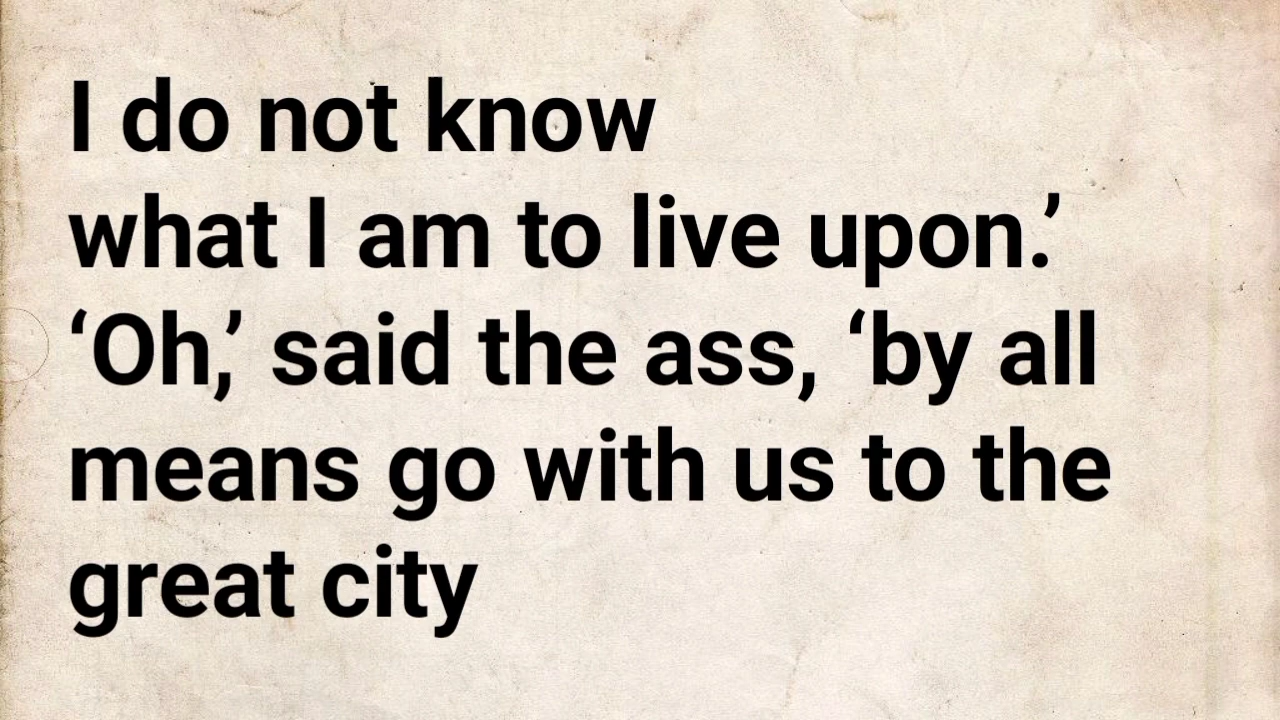 I do not know
what I am to live upon.’
‘Oh,’ said the ass, ‘by all
means go with us to the
great city